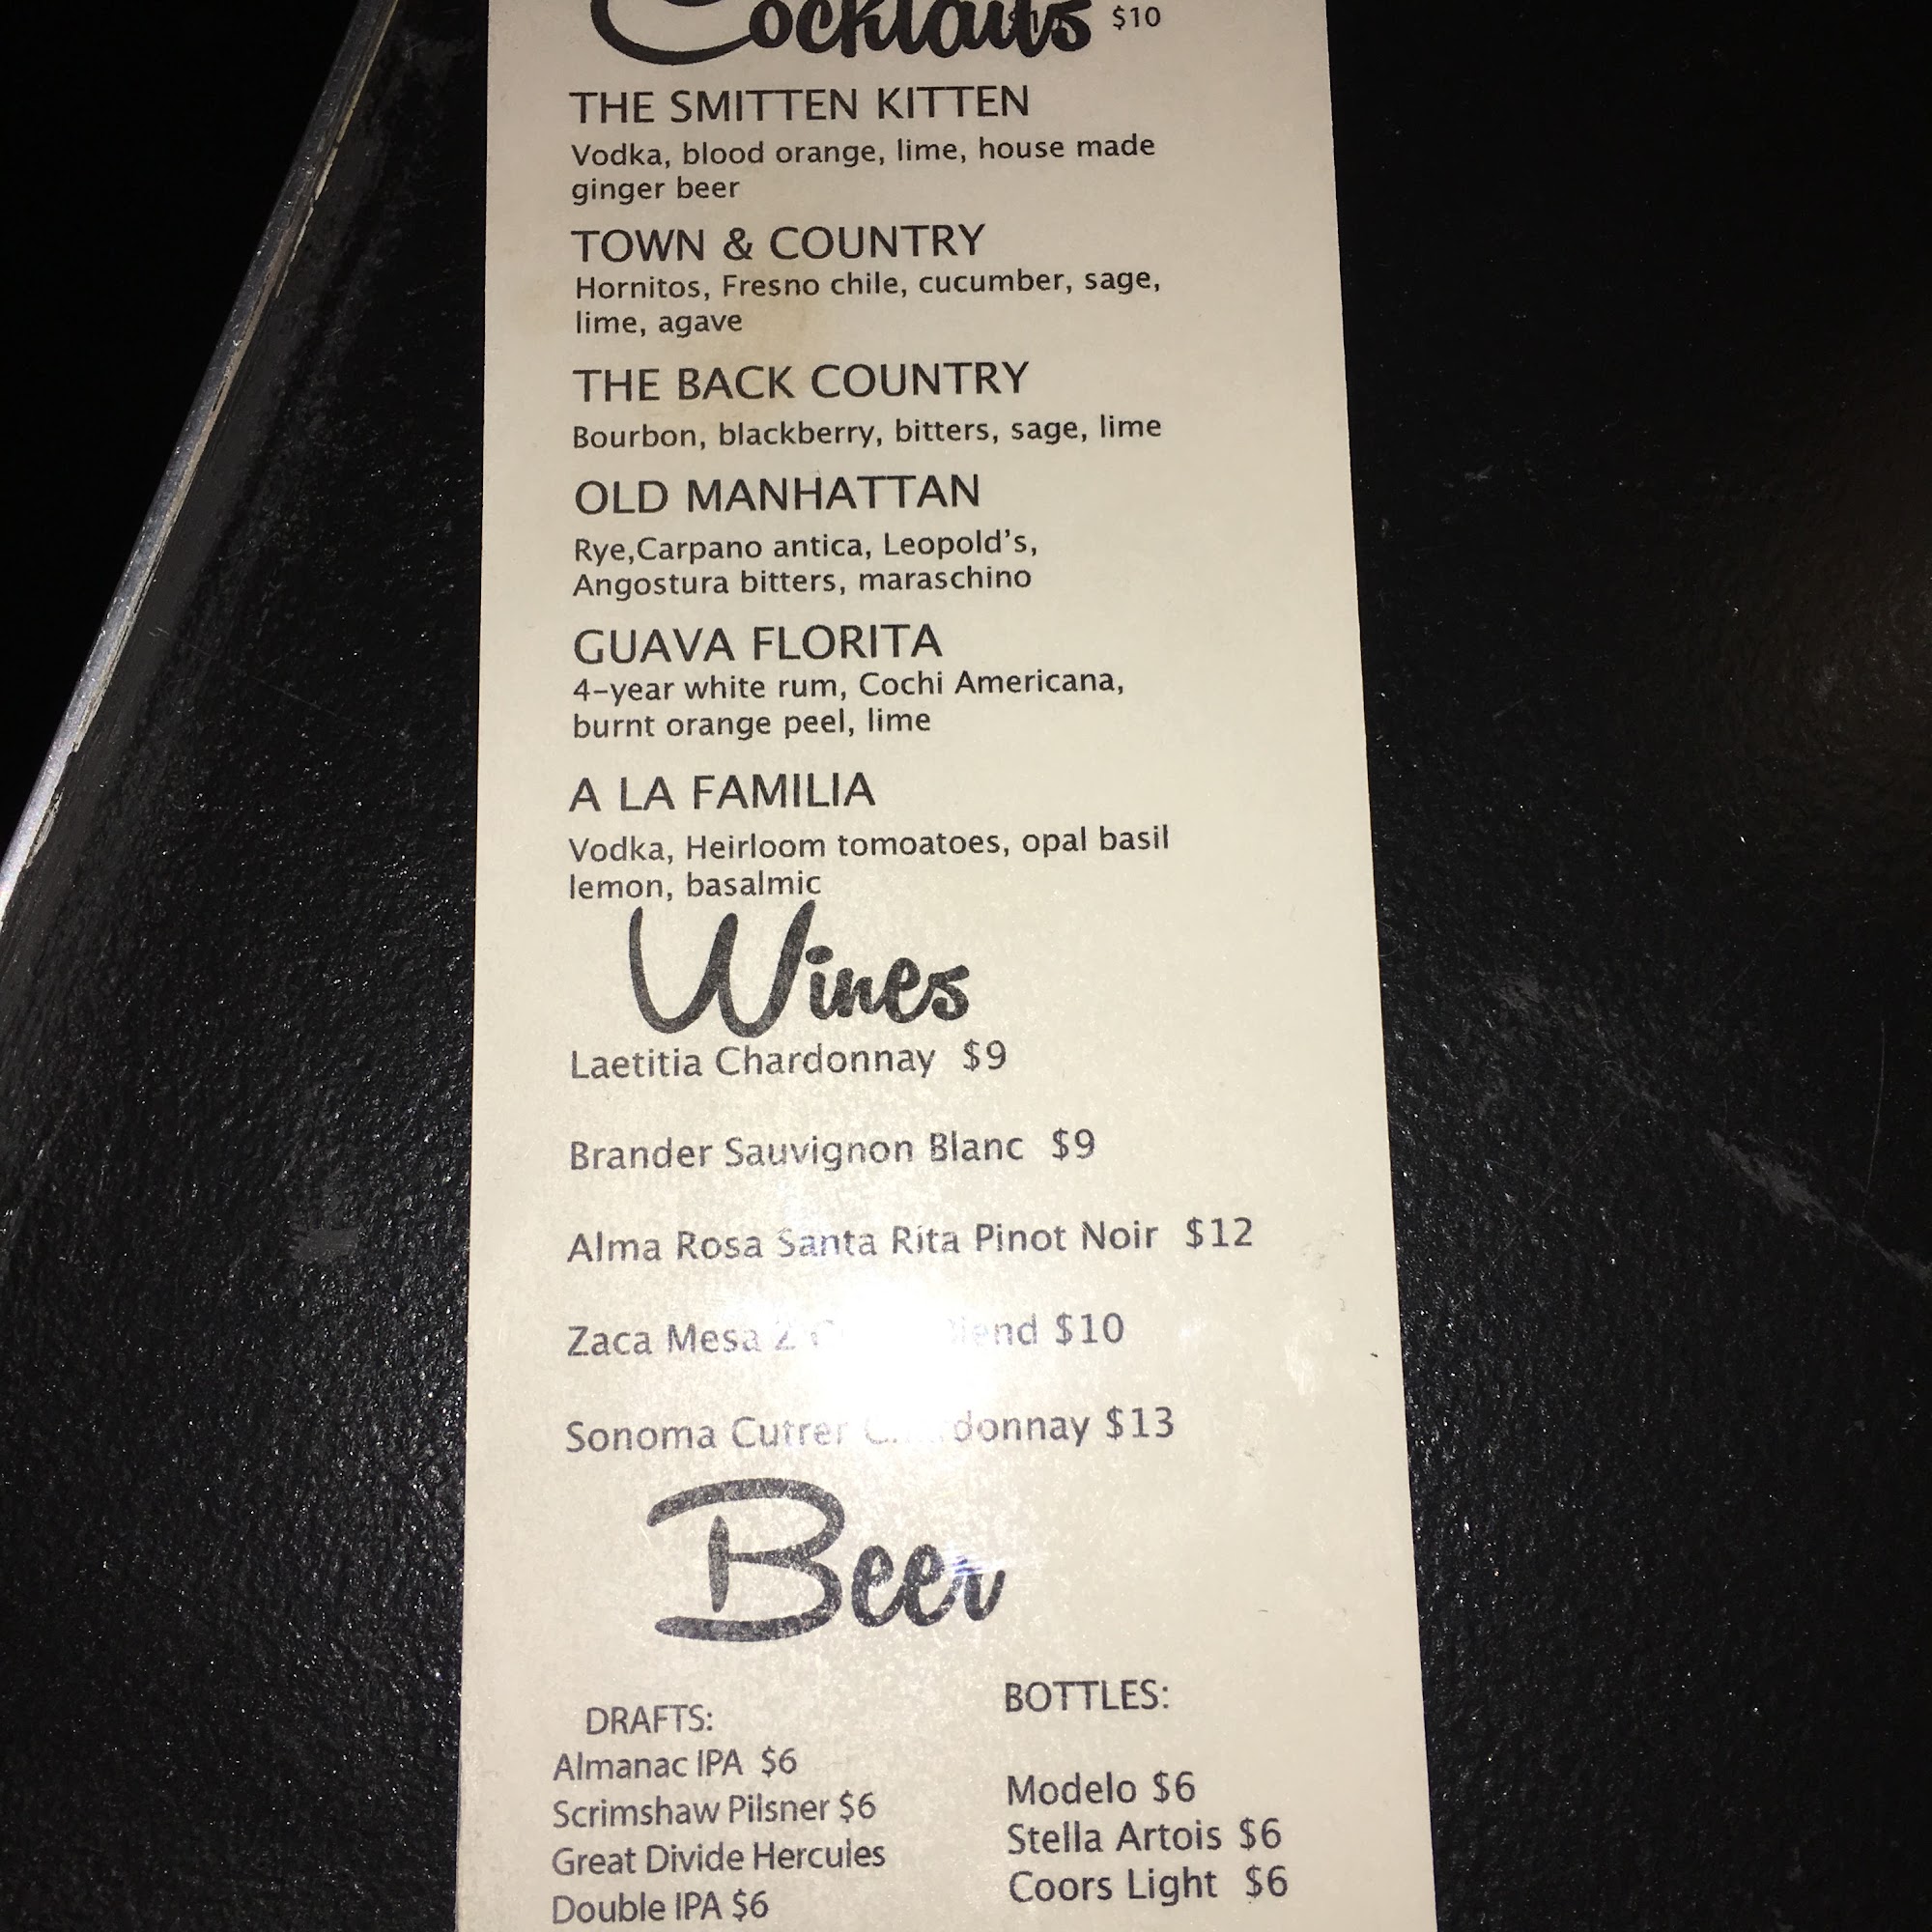 Cocktails $10
THE SMITTEN KITTEN
Vodka, blood orange, lime, house made
ginger beer
TOWN & COUNTRY
Hornitos, Fresno chile, cucumber, sage,
lime, agave
THE BACK COUNTRY
Bourbon, blackberry, bitters, sage, lime
OLD MANHATTAN
Rye,Carpano antica, Leopold's,
Angostura bitters, maraschino
GUAVA FLORITA
4-year white rum, Cochi Americana,
burnt orange peel, lime
A LA FAMILIA
Vodka, Heirloom tomoatoes, opal basil
lemon, basalmic
Wines
Laetitia Chardonnay $9
Brander Sauvignon Blanc $9
Alma Rosa Santa Rita Pinot Noir $12
Zaca Mesa Blend $10
Sonoma Cutrer Chardonnay $13
Beer
DRAFTS:
Almanac IPA $6
Scrimshaw Pilsner $6
Great Divide Hercules
Double IPA $6
BOTTLES:
Modelo $6
Stella Artois $6
Coors Light $6